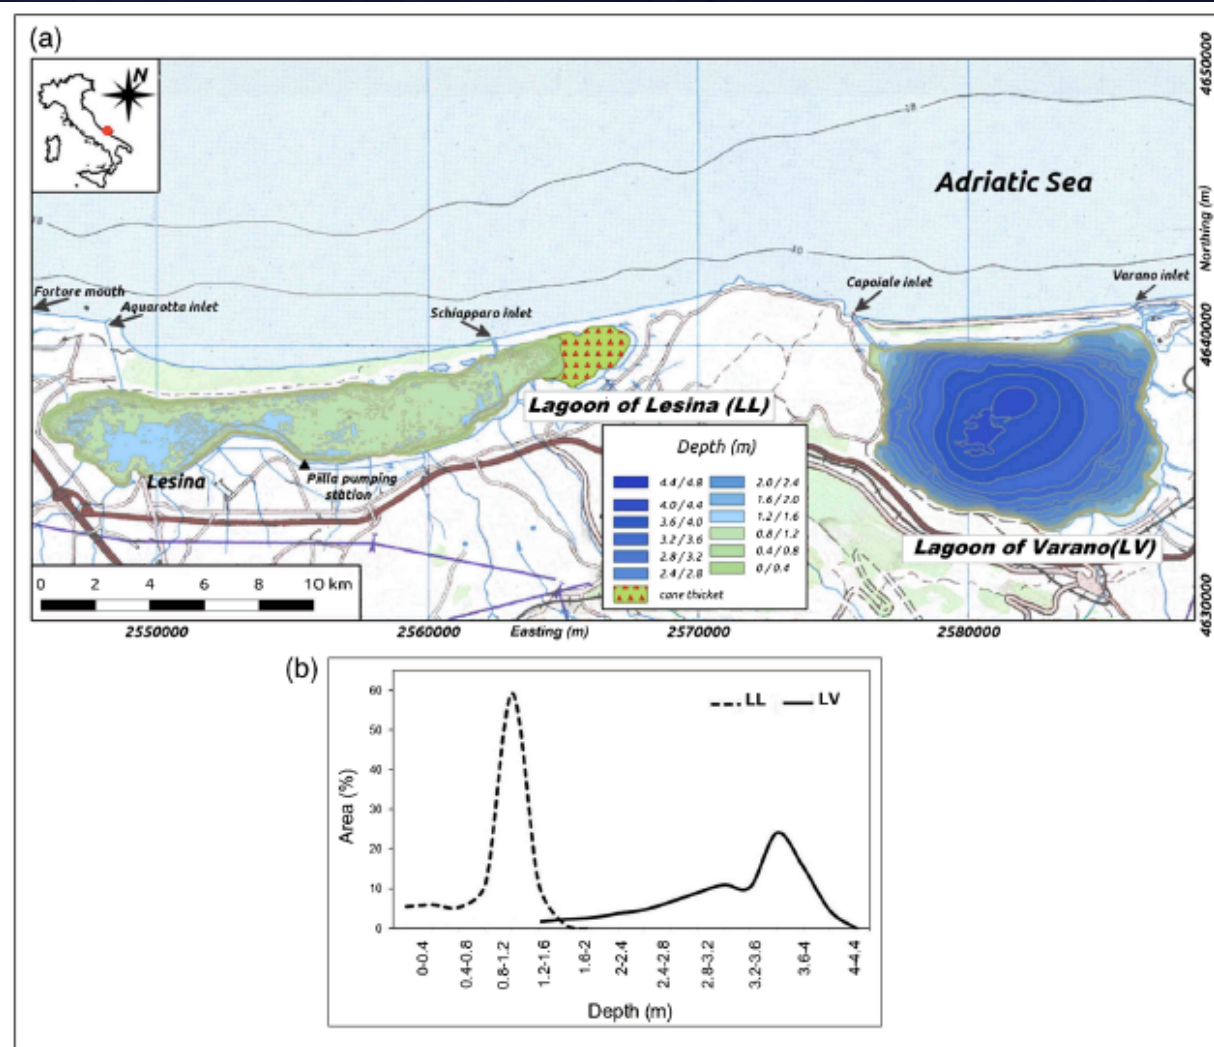 (a)
N
Adriatic Sea
18
18
10
4650000
Northing (m)
4640000
4630000
Fortore mouth
Aquarotta inlet
Schiapparo inlet
Capoiale inlet
Varano inlet
Lagoon of Lesina (LL)
Lesina
Pilla pumping
station
Depth (m)
4.4 / 4.8
4.0 / 4.4
3.6 / 4.0
3.2 / 3.6
2.8 / 3.2
2.4 / 2.8
2.0 / 2.4
1.6 / 2.0
1.2 / 1.6
0.8 / 1.2
0.4 / 0.8
0 / 0.4
cane thicket
Lagoon of Varano(LV)
0 2 4 6 8 10 km
2550000 2560000 Easting (m) 2570000 2580000
(b)
LL LV
Area (%)
60
50
40
30
20
10
0
0-0.4
0.4-0.8
0.8-1.2
1.2-1.6
1.6-2
2-2.4
2.4-2.8
2.8-3.2
3.2-3.6
3.6-4
4-4.4
Depth (m)